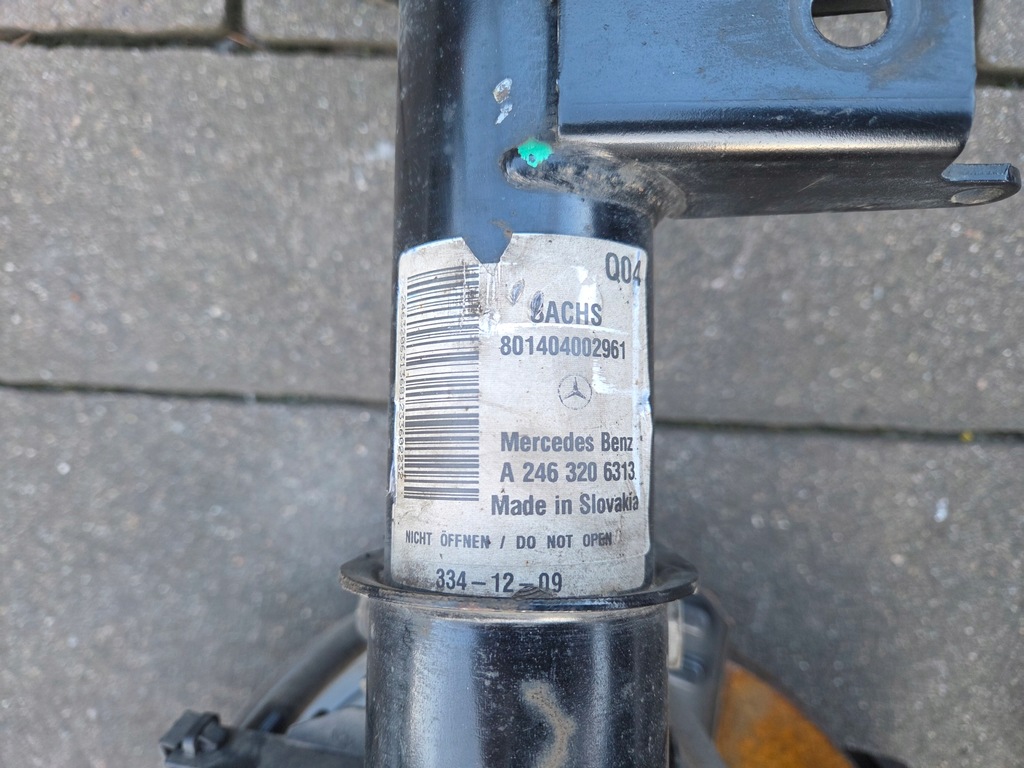 Q04
SACHS
801404002961
Mercedes Benz
A 246 320 6313
Made in Slovakia
NICHT ÖFFNEN / DO NOT OPEN
334-12-09